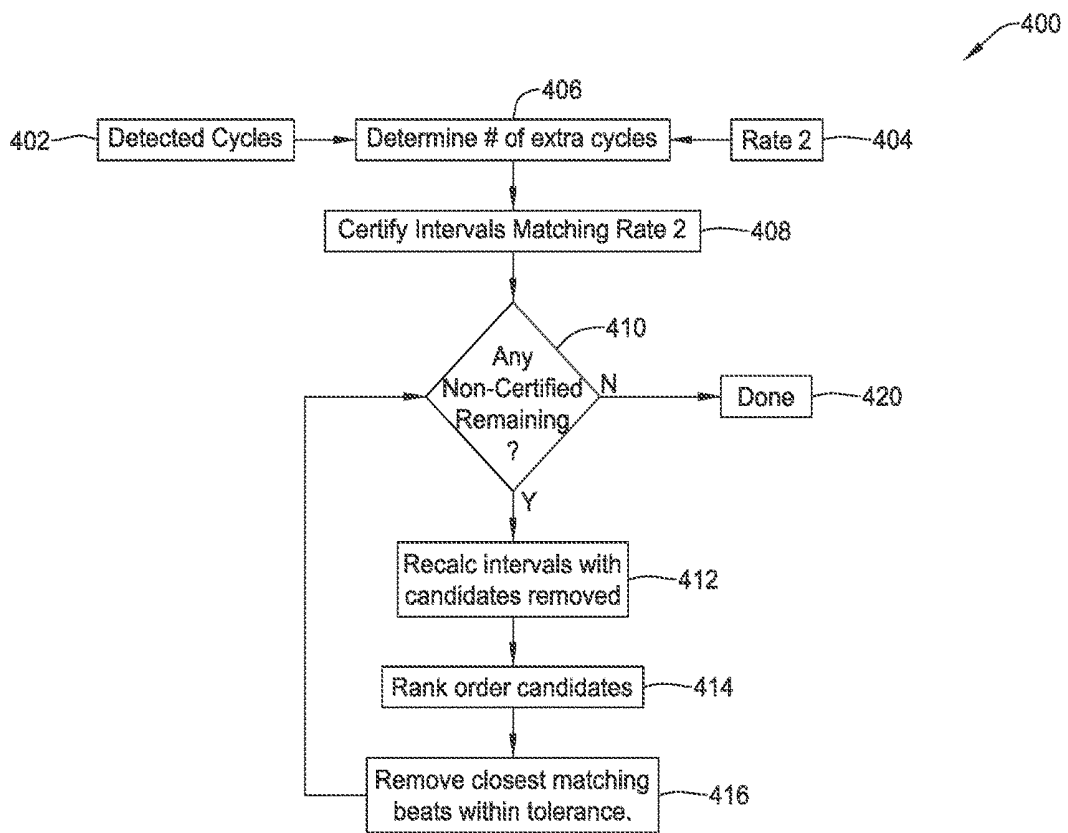 400
406
402
Detected Cycles
Determine # of extra cycles
Rate 2
404
Certify Intervals Matching Rate 2
408
410
Any
Non-Certified
Remaining
?
N
Done
420
Y
Recalc intervals with
candidates removed
412
Rank order candidates
414
Remove closest matching
beats within tolerance.
416